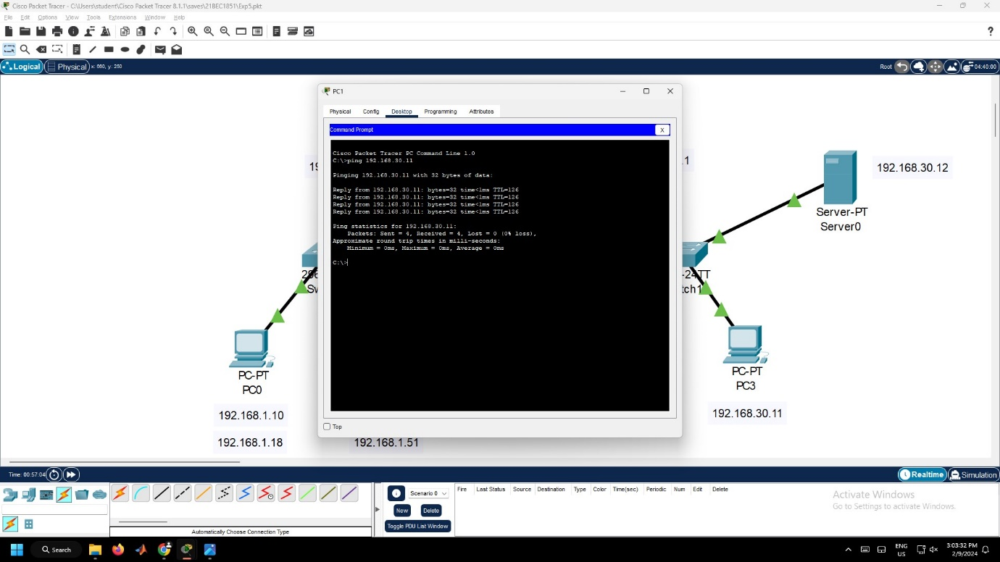 Cisco Packet Tracer - C:\Users\student\Cisco Packet Tracer 8.1.1\saves\21BEC1851\Exp5.pkt
File Edit Options View Tools Extensions Window Help
Logical Physical x: 660, y: 250 Root 04:40:00
PC1
Physical Config Desktop Programming Attributes
Command Prompt X
Cisco Packet Tracer PC Command Line 1.0
C:\>ping 192.168.30.11
Pinging 192.168.30.11 with 32 bytes of data:
Reply from 192.168.30.11: bytes=32 time<1ms TTL=126
Reply from 192.168.30.11: bytes=32 time<1ms TTL=126
Reply from 192.168.30.11: bytes=32 time<1ms TTL=126
Reply from 192.168.30.11: bytes=32 time<1ms TTL=126
Ping statistics for 192.168.30.11:
Packets: Sent = 4, Received = 4, Lost = 0 (0% loss),
Approximate round trip times in milli-seconds:
Minimum = 0ms, Maximum = 0ms, Average = 0ms
C:\>
Top
19
.1
192.168.30.12
Server-PT
Server0
296
Sw
-24TT
tch1
PC-PT
PC0
192.168.1.10
192.168.1.18
192.168.1.51
PC-PT
PC3
192.168.30.11
Time: 00:57:04 Realtime Simulation
Scenario 0
New Delete
Toggle PDU List Window
Fire Last Status Source Destination Type Color Time(sec) Periodic Num Edit Delete
Automatically Choose Connection Type
Activate Windows
Go to Settings to activate Windows.
Search
ENG
US
3:03:32 PM
2/9/2024